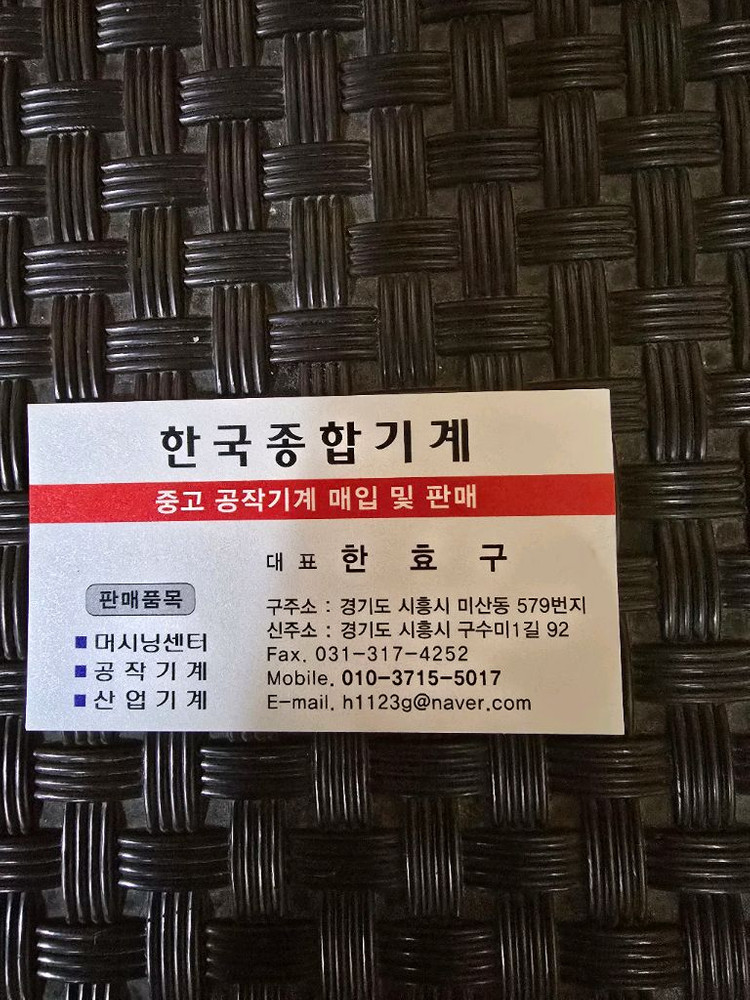 한국종합기계
중고 공작기계 매입 및 판매
대 표 한 효 구
판매품목
■ 머시닝센터
■ 공 작 기 계
■ 산 업 기 계
구주소 : 경기도 시흥시 미산동 579번지
신주소 : 경기도 시흥시 구수미1길 92
Fax. 031-317-4252
Mobile. 010-3715-5017
E-mail. h1123g@naver.com